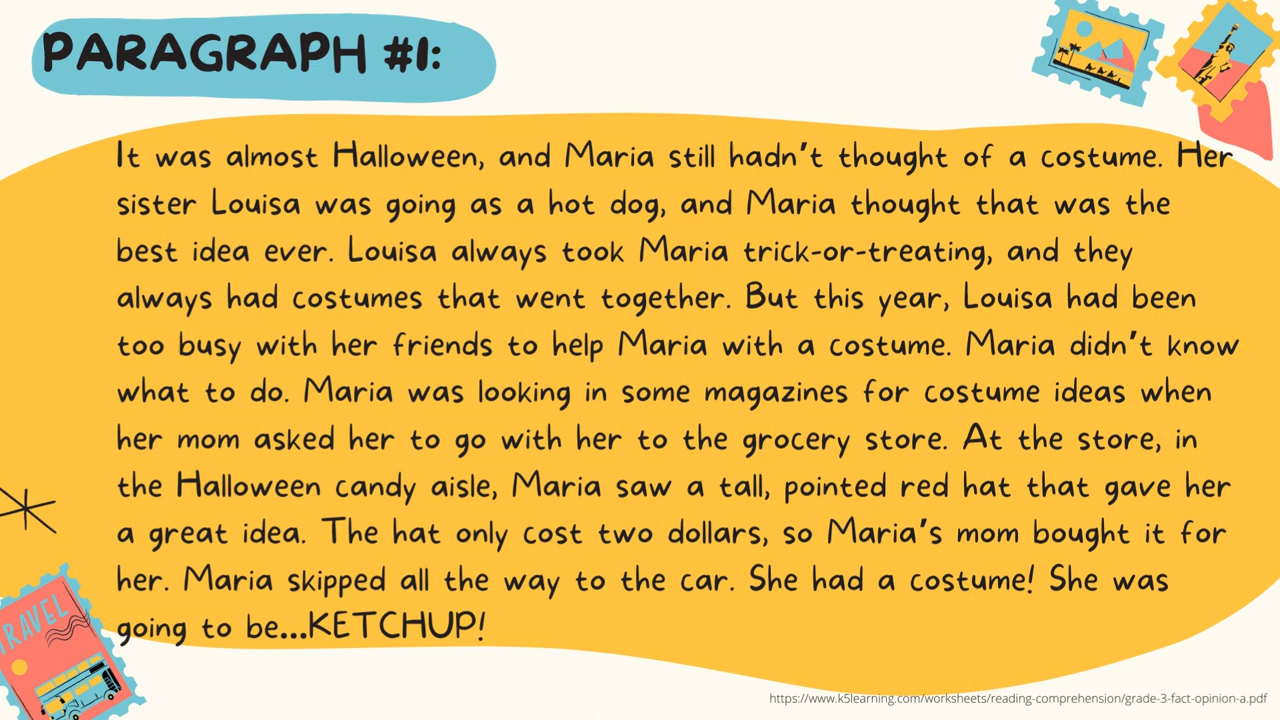 PARAGRAPH #1:
It was almost Halloween, and Maria still hadn't thought of a costume. Her
sister Louisa was going as a hot dog, and Maria thought that was the
best idea ever. Louisa always took Maria trick-or-treating, and they
always had costumes that went together. But this year, Louisa had been
too busy with her friends to help Maria with a costume. Maria didn't know
what to do. Maria was looking in some magazines for costume ideas when
her mom asked her to go with her to the grocery store. At the store, in
the Halloween candy aisle, Maria saw a tall, pointed red hat that gave her
a great idea. The hat only cost two dollars, so Maria's mom bought it for
her. Maria skipped all the way to the car. She had a costume! She was
going to be...KETCHUP!
TRAVEL
https://www.k5learning.com/worksheets/reading-comprehension/grade-3-fact-opinion-a.pdf